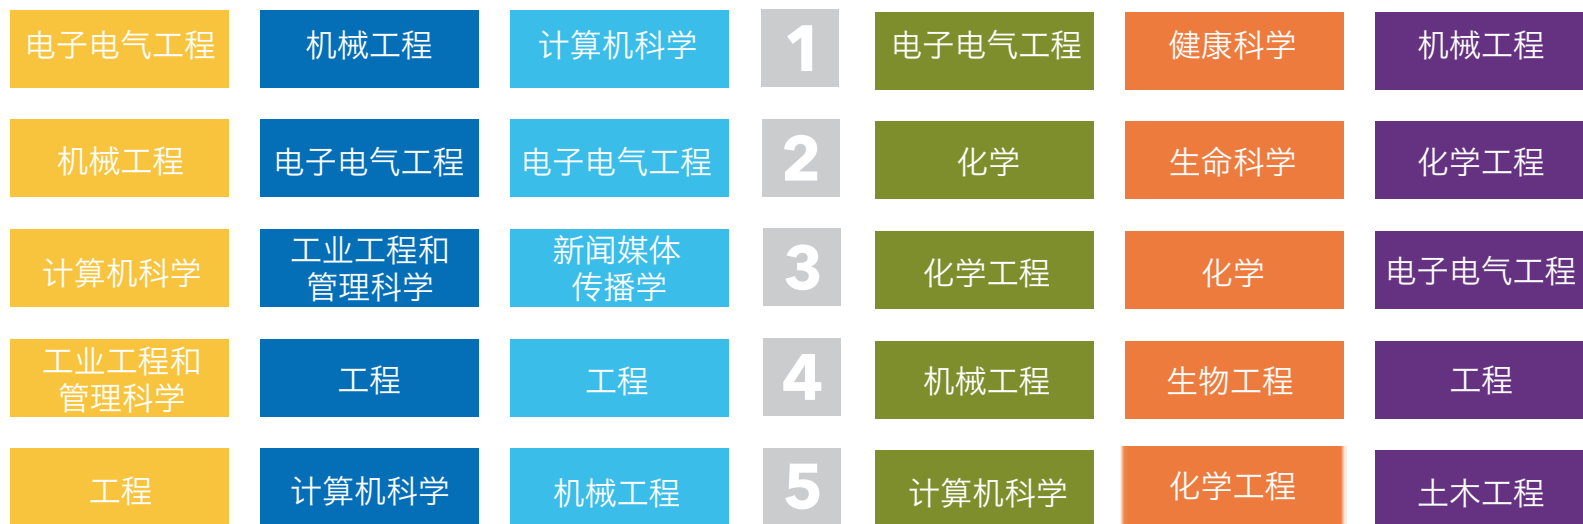 电子电气工程 机械工程 计算机科学 1 电子电气工程 健康科学 机械工程
机械工程 电子电气工程 电子电气工程 2 化学 生命科学 化学工程
计算机科学 工业工程和 新闻媒体 3 化学工程 化学 电子电气工程
管理科学 传播学
工业工程和 工程 工程 4 机械工程 生物工程 工程
管理科学
工程 计算机科学 机械工程 5 计算机科学 化学工程 土木工程